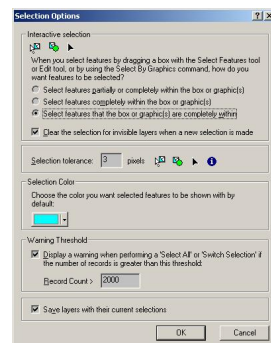 Selection Options
Interactive selection
When you select features by dragging a box with the Select Features tool
or Edit tool, or by using the Select By Graphics command, how do you
want features to be selected?
Select features partially or completely within the box or graphic(s)
Select features completely within the box or graphic(s)
Select features that the box or graphic(s) are completely within
Clear the selection for invisible layers when a new selection is made
Selection tolerance: 3 pixels
Selection Color
Choose the color you want selected features to be shown with by
default:
Warning Threshold
Display a warning when performing a 'Select All' or 'Switch Selection' if
the number of records is greater than this threshold:
Record Count > 2000
Save layers with their current selections
OK Cancel